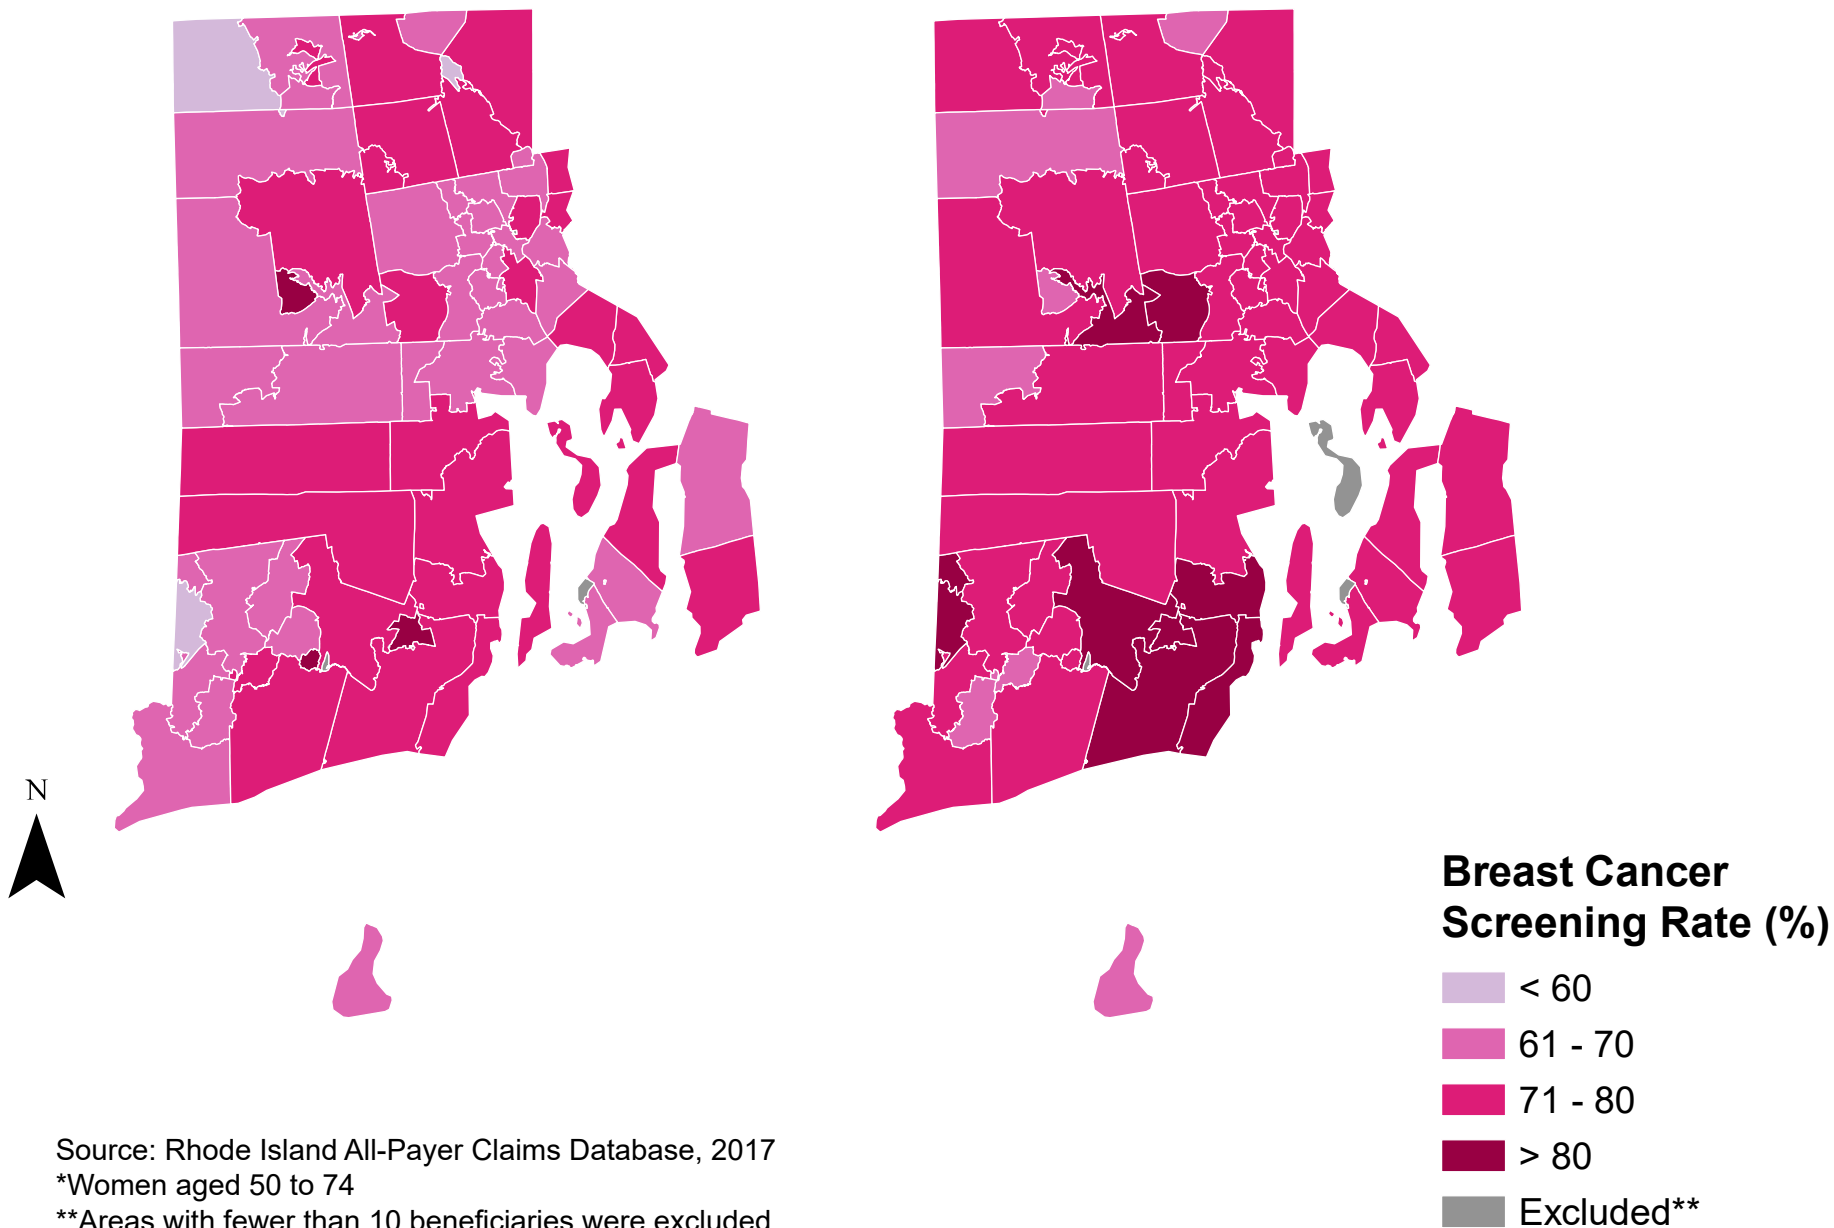 N
Breast Cancer
Screening Rate (%)
< 60
61 - 70
71 - 80
> 80
Excluded**
Source: Rhode Island All-Payer Claims Database, 2017
*Women aged 50 to 74
**Areas with fewer than 10 beneficiaries were excluded